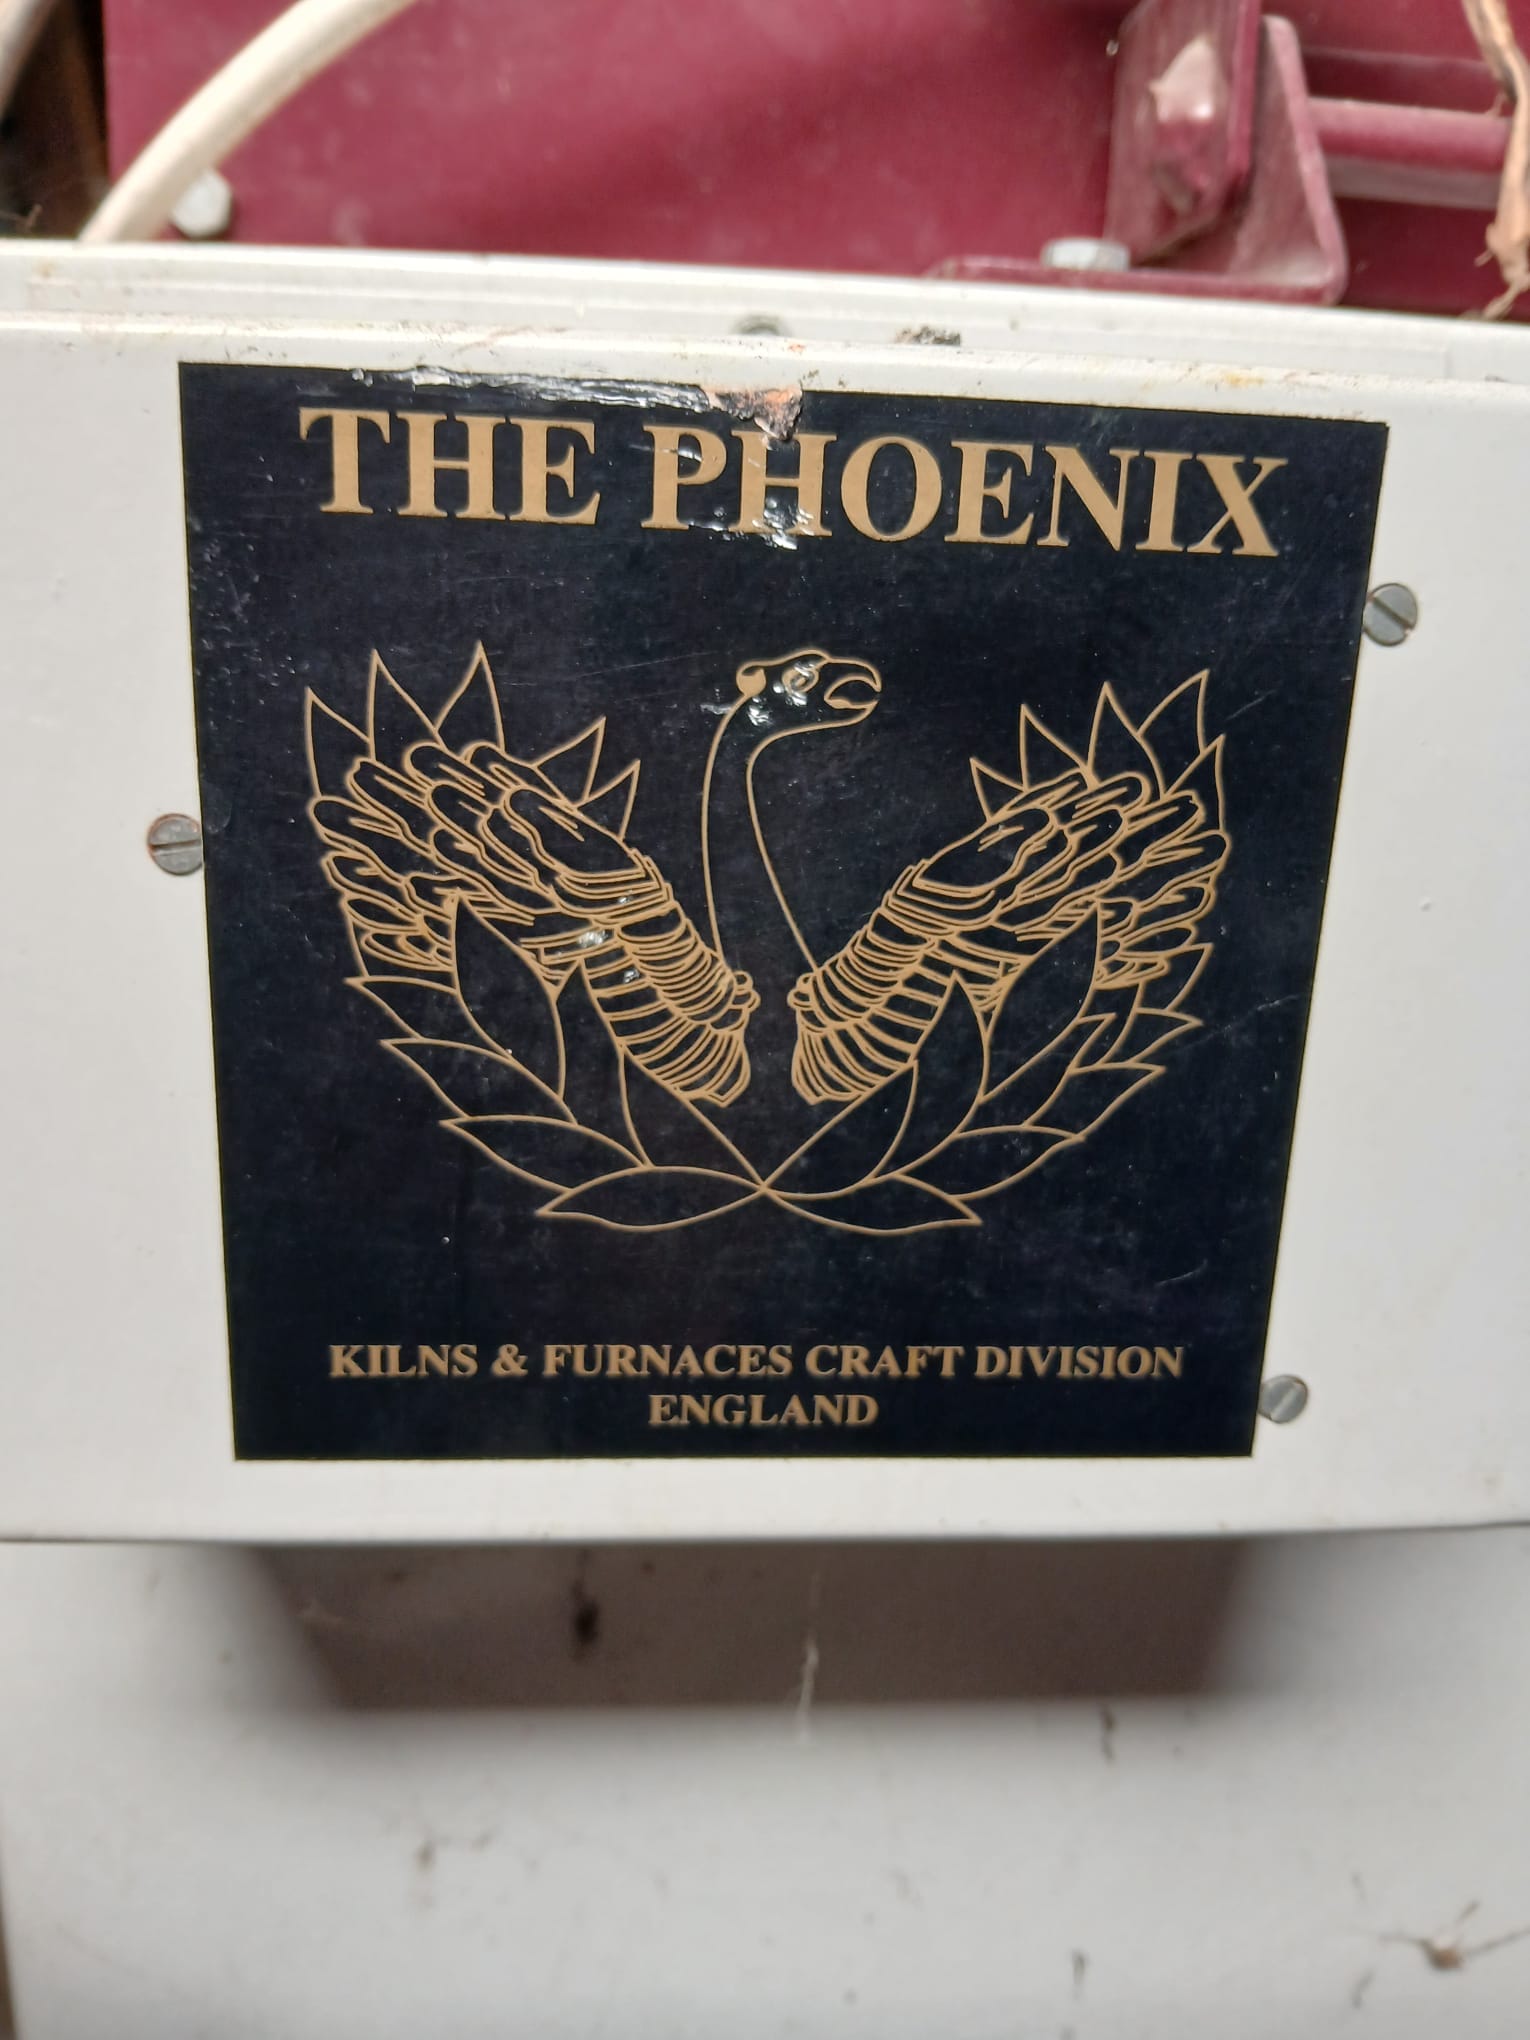 THE PHOENIX
KILNS & FURNACES CRAFT DIVISION
ENGLAND